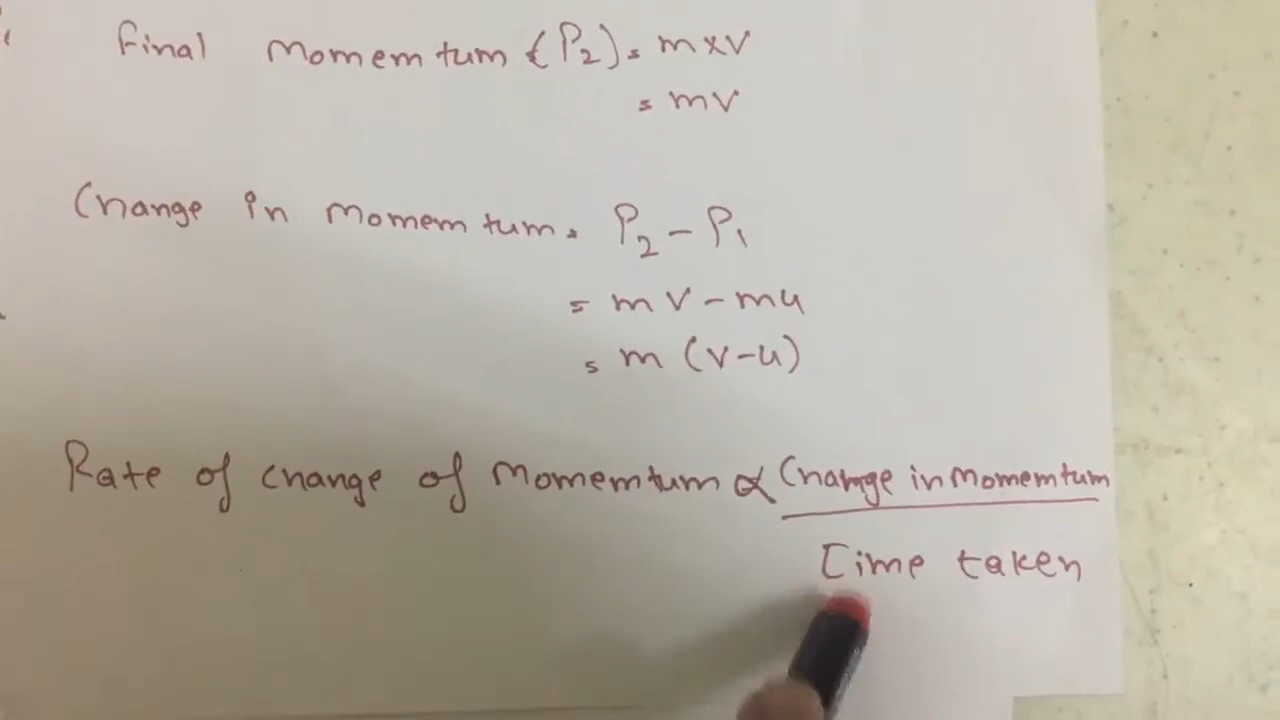 Final Momentum (P2) = m x v
= mv
Change in momentum = P2 - P1
= mv - mu
= m (v-u)
Rate of change of momentum ∝ Change in momentum
Time taken